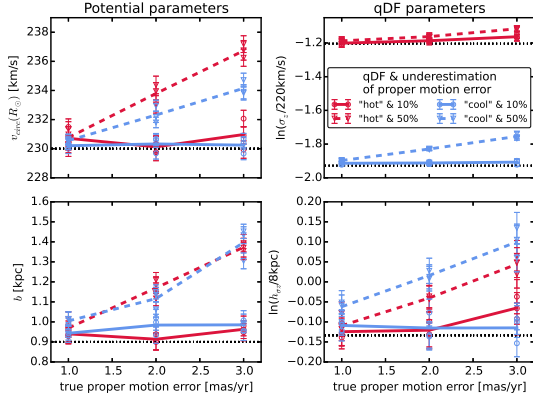 Potential parameters
qDF parameters
238
236
234
232
230
228
v_circ(R_☉) [km/s]
−1.2
−1.4
−1.6
−1.8
−2.0
ln(σ_z/220km/s)
qDF & underestimation
of proper motion error
"hot" & 10%
"cool" & 10%
"hot" & 50%
"cool" & 50%
1.6
1.5
1.4
1.3
1.2
1.1
1.0
0.9
0.8
b [kpc]
0.20
0.15
0.10
0.05
0.00
−0.05
−0.10
−0.15
−0.20
1.0 1.5 2.0 2.5 3.0
1.0 1.5 2.0 2.5 3.0
true proper motion error [mas/yr]
true proper motion error [mas/yr]